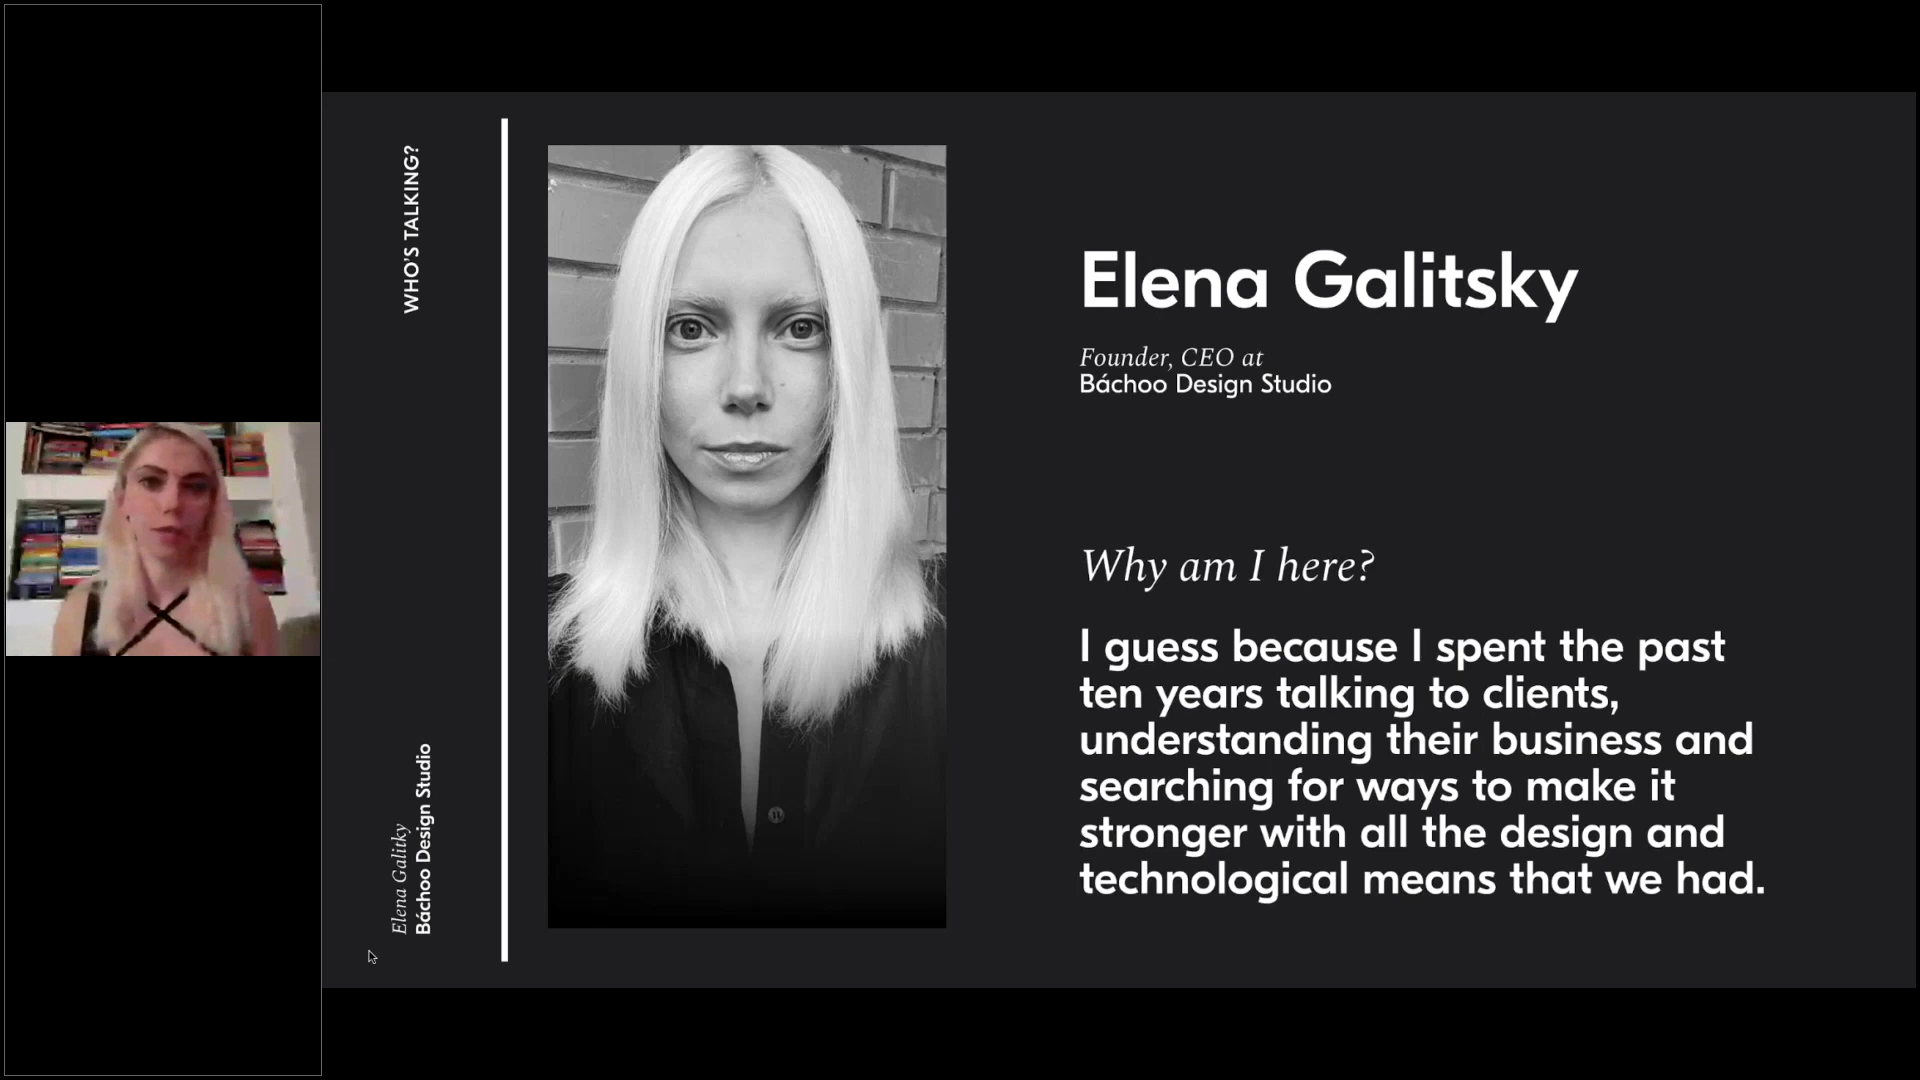 WHO'S TALKING?
Elena Galitky
Báchoo Design Studio
Elena Galitsky
Founder, CEO at
Báchoo Design Studio
Why am I here?
I guess because I spent the past
ten years talking to clients,
understanding their business and
searching for ways to make it
stronger with all the design and
technological means that we had.